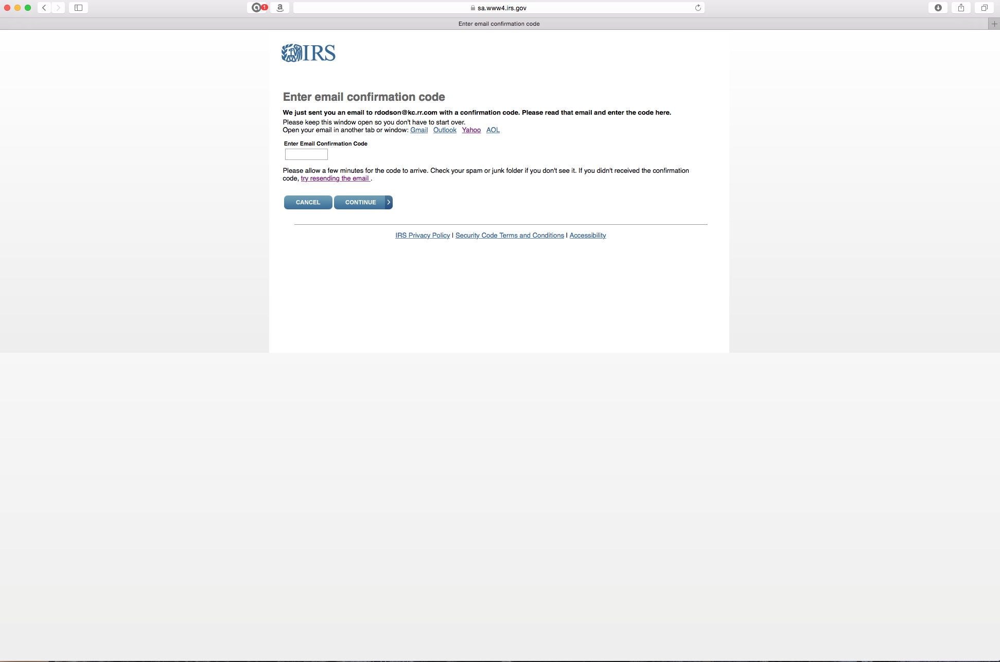 1
a
sa.www4.irs.gov
Enter email confirmation code
IRS
Enter email confirmation code
We just sent you an email to rdodson@kc.rr.com with a confirmation code. Please read that email and enter the code here.
Please keep this window open so you don't have to start over.
Open your email in another tab or window: Gmail Outlook Yahoo AOL
Enter Email Confirmation Code
Please allow a few minutes for the code to arrive. Check your spam or junk folder if you don't see it. If you didn't received the confirmation
code, try resending the email .
CANCEL CONTINUE
IRS Privacy Policy | Security Code Terms and Conditions | Accessibility